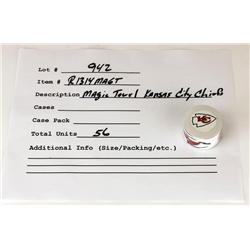 Lot # 942
Item # R1314MAGT
Description Magic Towel Kansas City Chiefs
Cases
Case Pack
Total Units 56
Additional Info (Size/Packing/etc.)
KC